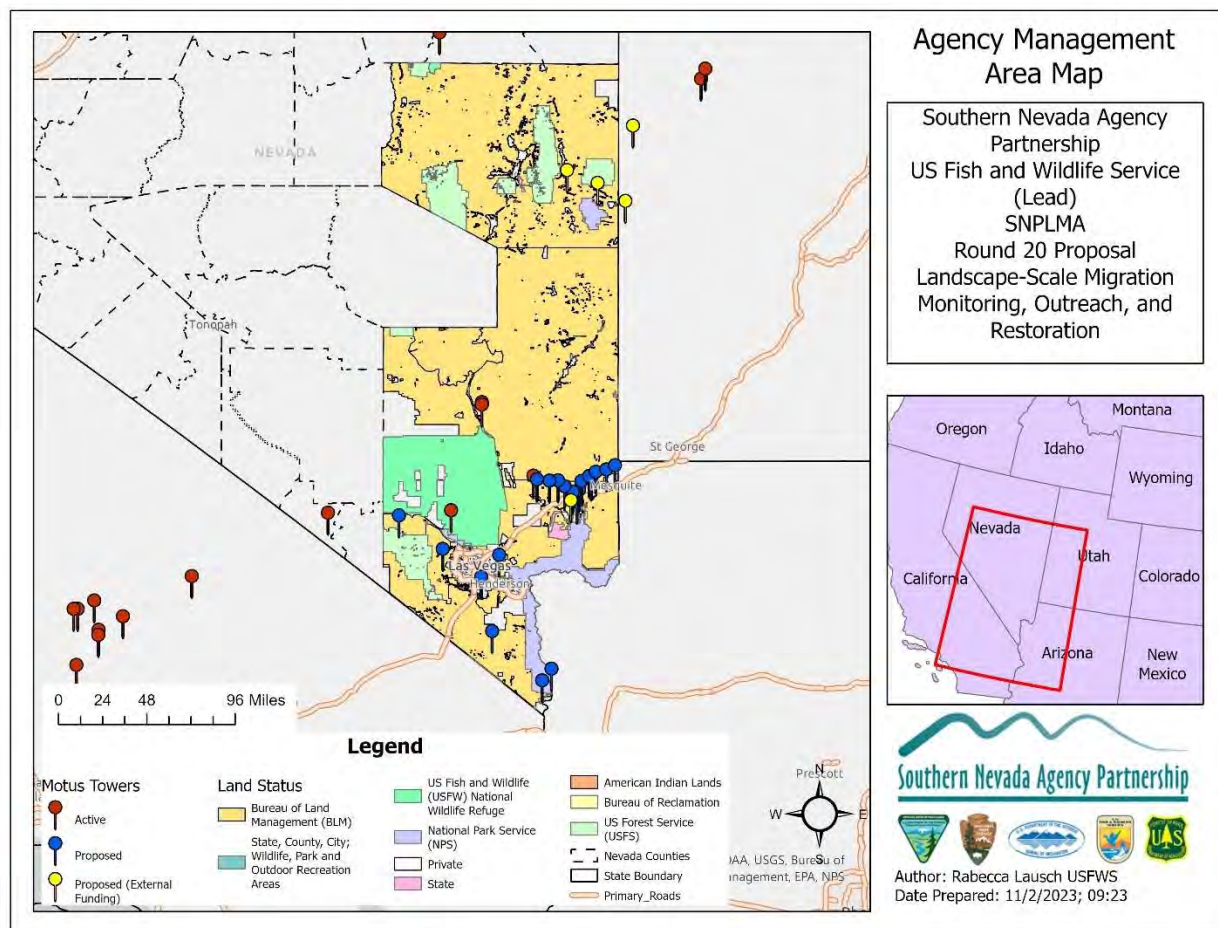 Agency Management
Area Map
Southern Nevada Agency
Partnership
US Fish and Wildlife Service
(Lead)
SNPLMA
Round 20 Proposal
Landscape-Scale Migration
Monitoring, Outreach, and
Restoration
NEVADA
Tonopah
St George
Mesquite
Las Vegas
Henderson
Prescott
0 24 48 96 Miles
Legend
Motus Towers
Active
Proposed
Proposed (External
Funding)
Land Status
Bureau of Land
Management (BLM)
State, County, City;
Wildlife, Park and
Outdoor Recreation
Areas
US Fish and Wildlife
(USFW) National
Wildlife Refuge
National Park Service
(NPS)
Private
State
American Indian Lands
Bureau of Reclamation
US Forest Service
(USFS)
Nevada Counties
State Boundary
Primary_Roads
N
W
E
S
USGS, Bureau of
EPA, NPS
Montana
Oregon
Idaho
Wyoming
Nevada
Utah
California
Colorado
Arizona
New
Mexico
Southern Nevada Agency Partnership
Author: Rabecca Lausch USFWS
Date Prepared: 11/2/2023; 09:23